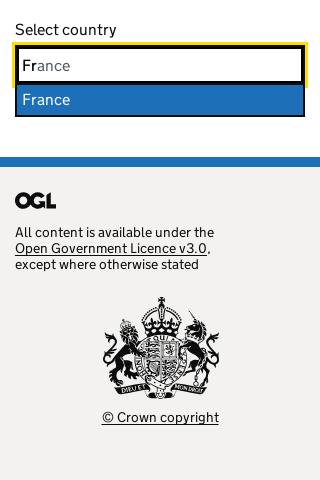 Select country
France
France
OGL
All content is available under the
Open Government Licence v3.0,
except where otherwise stated
DIEU ET MON DROIT
© Crown copyright